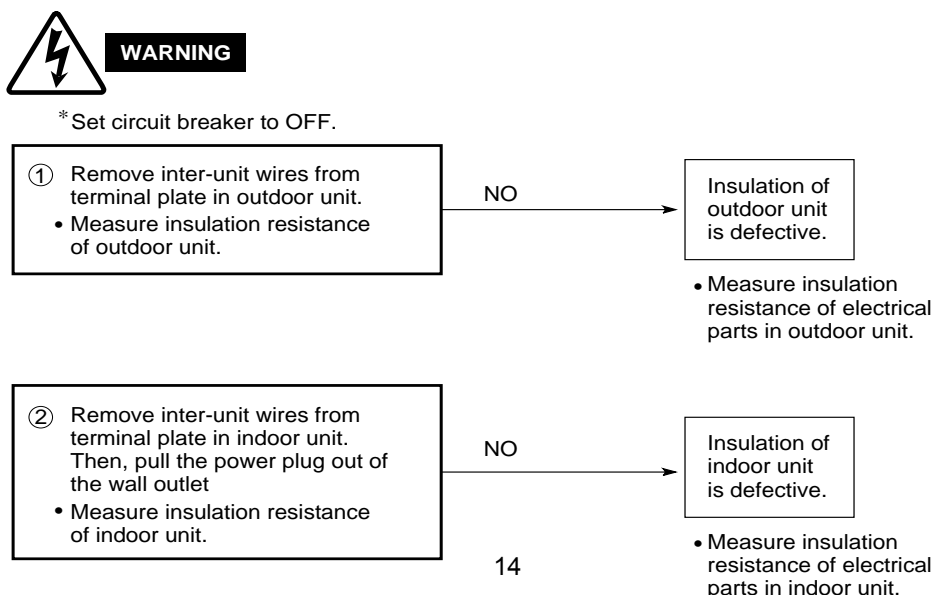 WARNING
*Set circuit breaker to OFF.
① Remove inter-unit wires from
terminal plate in outdoor unit.
• Measure insulation resistance
of outdoor unit.
NO
Insulation of
outdoor unit
is defective.
• Measure insulation
resistance of electrical
parts in outdoor unit.
② Remove inter-unit wires from
terminal plate in indoor unit.
Then, pull the power plug out of
the wall outlet
• Measure insulation resistance
of indoor unit.
NO
Insulation of
indoor unit
is defective.
• Measure insulation
resistance of electrical
parts in indoor unit.
14